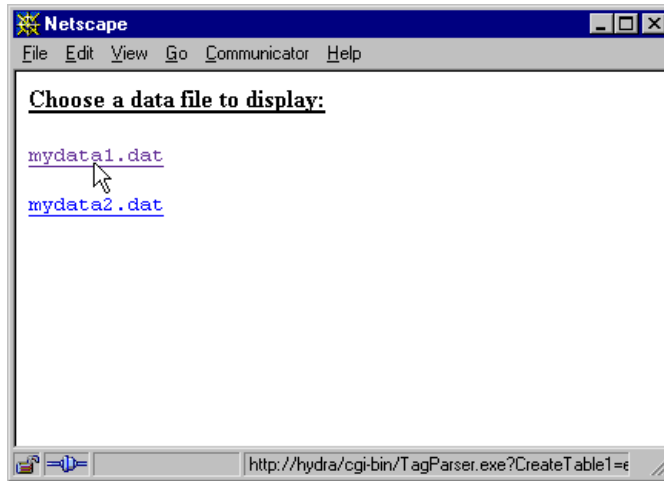 Netscape
File Edit View Go Communicator Help
Choose a data file to display:
mydata1.dat
mydata2.dat
http://hydra/cgi-bin/TagParser.exe?CreateTable1=e